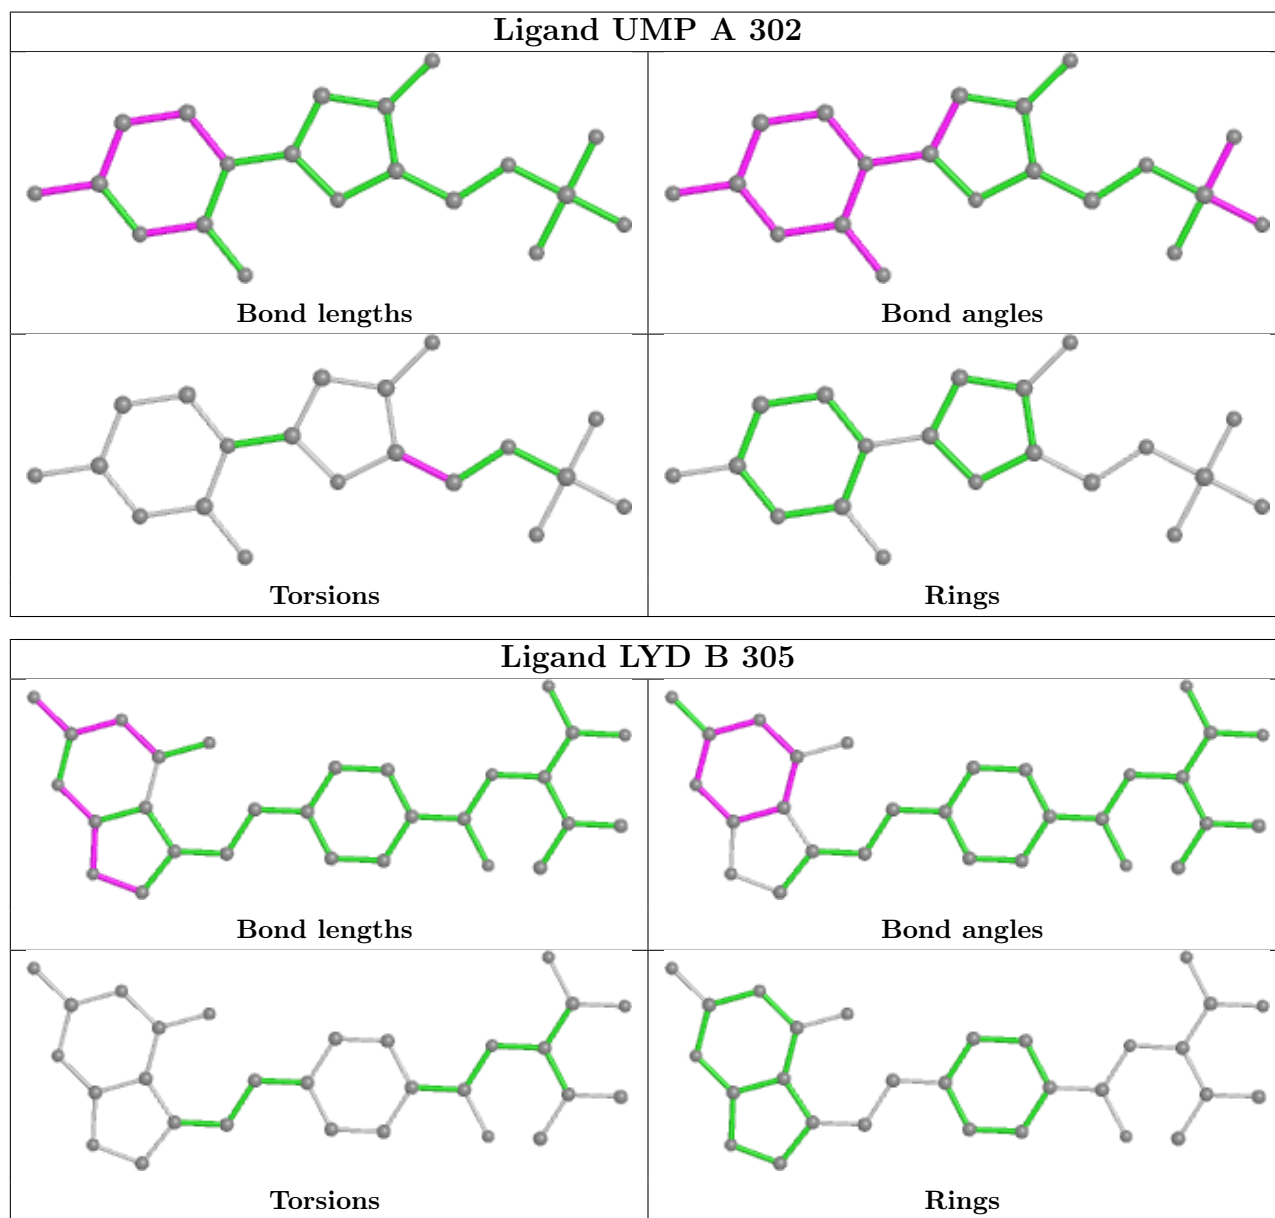 Ligand UMP A 302
Bond lengths
Bond angles
Torsions
Rings
Ligand LYD B 305
Bond lengths
Bond angles
Torsions
Rings